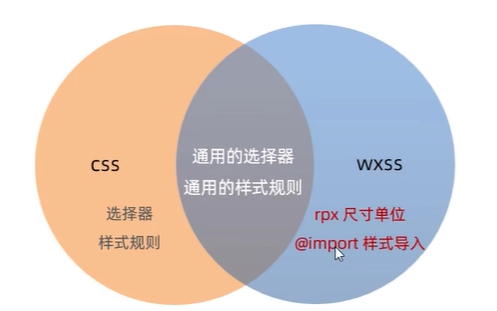 css
选择器
样式规则
通用的选择器
通用的样式规则
wxss
rpx 尺寸单位
@import 样式导入